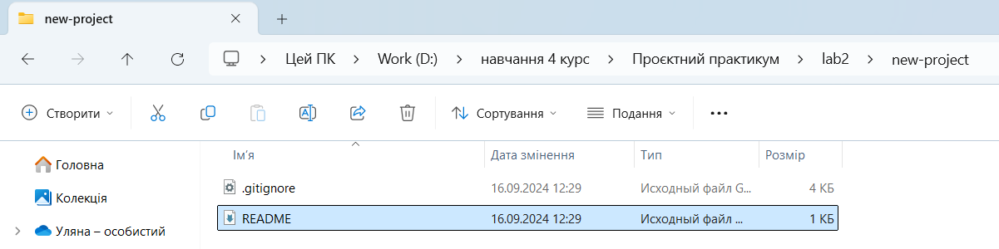 new-project
Цей ПК > Work (D:) > навчання 4 курс > Проєктний практикум > lab2 > new-project
Створити Сортування Подання
Ім'я Дата змінення Тип Розмір
Головна
.gitignore 16.09.2024 12:29 Исходный файл G... 4 КБ
Колекція
README 16.09.2024 12:29 Исходный файл ... 1 КБ
Уляна – особистий